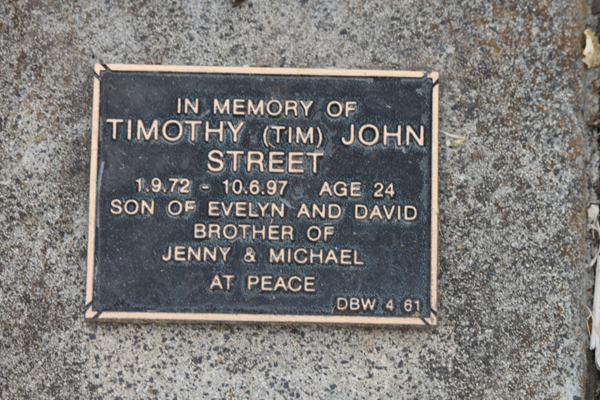 IN MEMORY OF
TIMOTHY (TIM) JOHN
STREET
1.9.72 - 10.6.97 AGE 24
SON OF EVELYN AND DAVID
BROTHER OF
JENNY & MICHAEL
AT PEACE
DBW 4 61